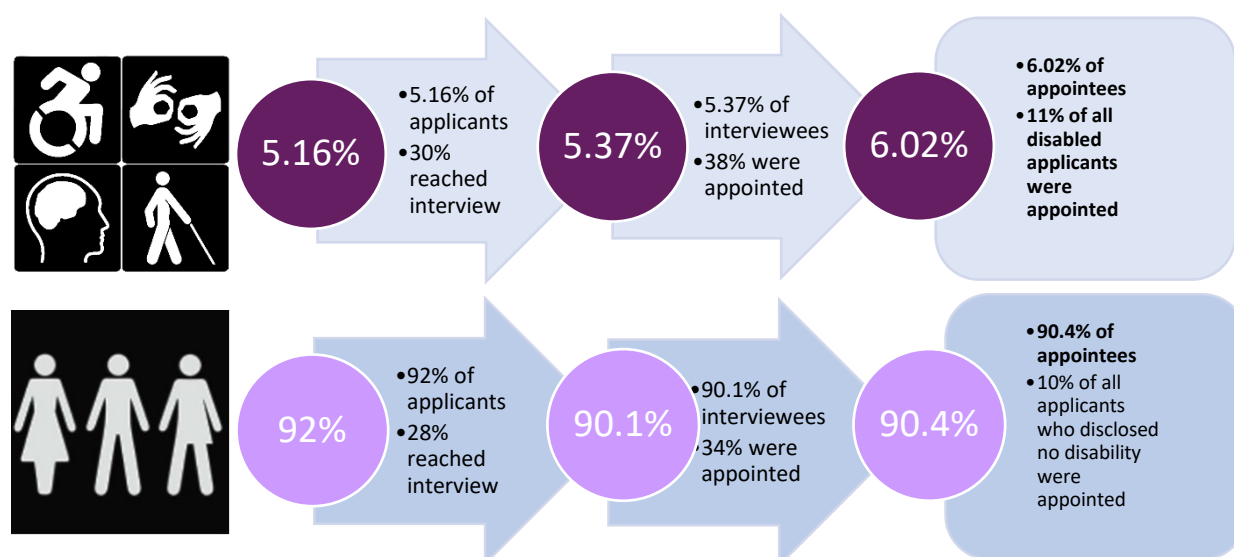 5.16%
•5.16% of
applicants
•30%
reached
interview
5.37%
•5.37% of
interviewees
•38% were
appointed
6.02%
•6.02% of
appointees
•11% of all
disabled
applicants
were
appointed
92%
•92% of
applicants
•28%
reached
interview
90.1%
•90.1% of
interviewees
•34% were
appointed
90.4%
•90.4% of
appointees
•10% of all
applicants
who disclosed
no disability
were
appointed